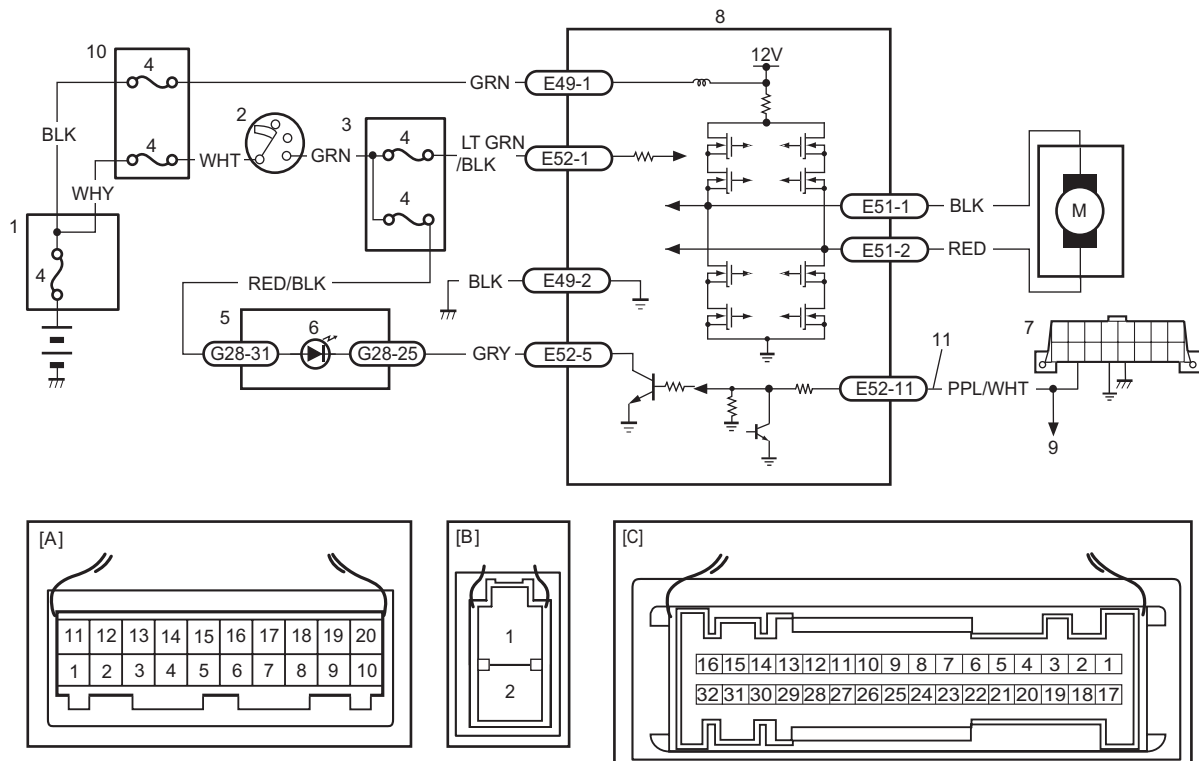 8
10
4
12V
GRN
E49-1
2
3
BLK
4
4
LT GRN
/BLK
WHT
GRN
E52-1
WHY
4
1
E51-1
BLK
M
4
E51-2
RED
BLK
E49-2
RED/BLK
5
6
7
G28-31
G28-25
GRY
E52-5
11
E52-11
PPL/WHT
9
[A]
11 12 13 14 15 16 17 18 19 20
1 2 3 4 5 6 7 8 9 10
[B]
1
2
[C]
16 15 14 13 12 11 10 9 8 7 6 5 4 3 2 1
32 31 30 29 28 27 26 25 24 23 22 21 20 19 18 17